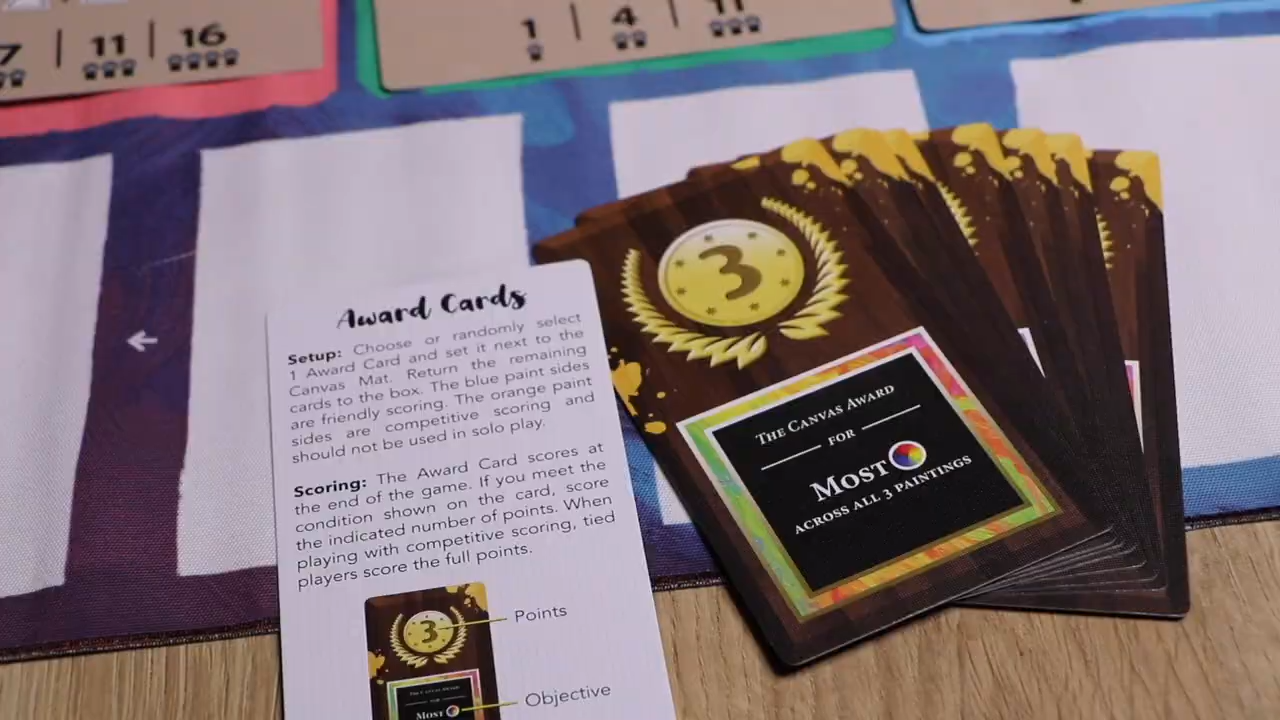 7 | 11 | 16
1 | 4 | 11
Award Cards
Setup: Choose or randomly select
1 Award Card and set it next to the
Canvas Mat. Return the remaining
cards to the box. The blue paint sides
are friendly scoring. The orange paint
sides are competitive scoring and
should not be used in solo play.
Scoring: The Award Card scores at
the end of the game. If you meet the
condition shown on the card, score
the indicated number of points. When
playing with competitive scoring, tied
players score the full points.
3
Points
The Canvas Award
Most
Objective
3
The Canvas Award
for
Most
across all 3 paintings